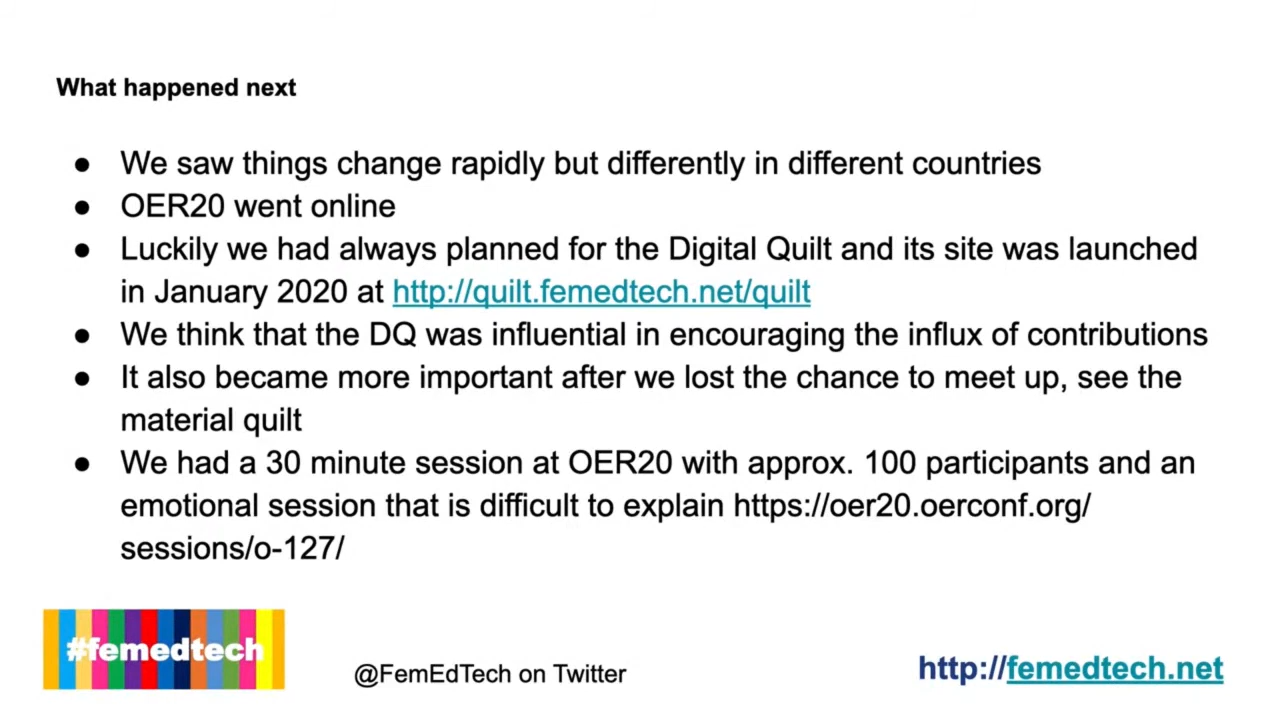 What happened next
● We saw things change rapidly but differently in different countries
● OER20 went online
● Luckily we had always planned for the Digital Quilt and its site was launched
in January 2020 at http://quilt.femedtech.net/quilt
● We think that the DQ was influential in encouraging the influx of contributions
● It also became more important after we lost the chance to meet up, see the
material quilt
● We had a 30 minute session at OER20 with approx. 100 participants and an
emotional session that is difficult to explain https://oer20.oerconf.org/
sessions/o-127/
#femedtech
@FemEdTech on Twitter
http://femedtech.net